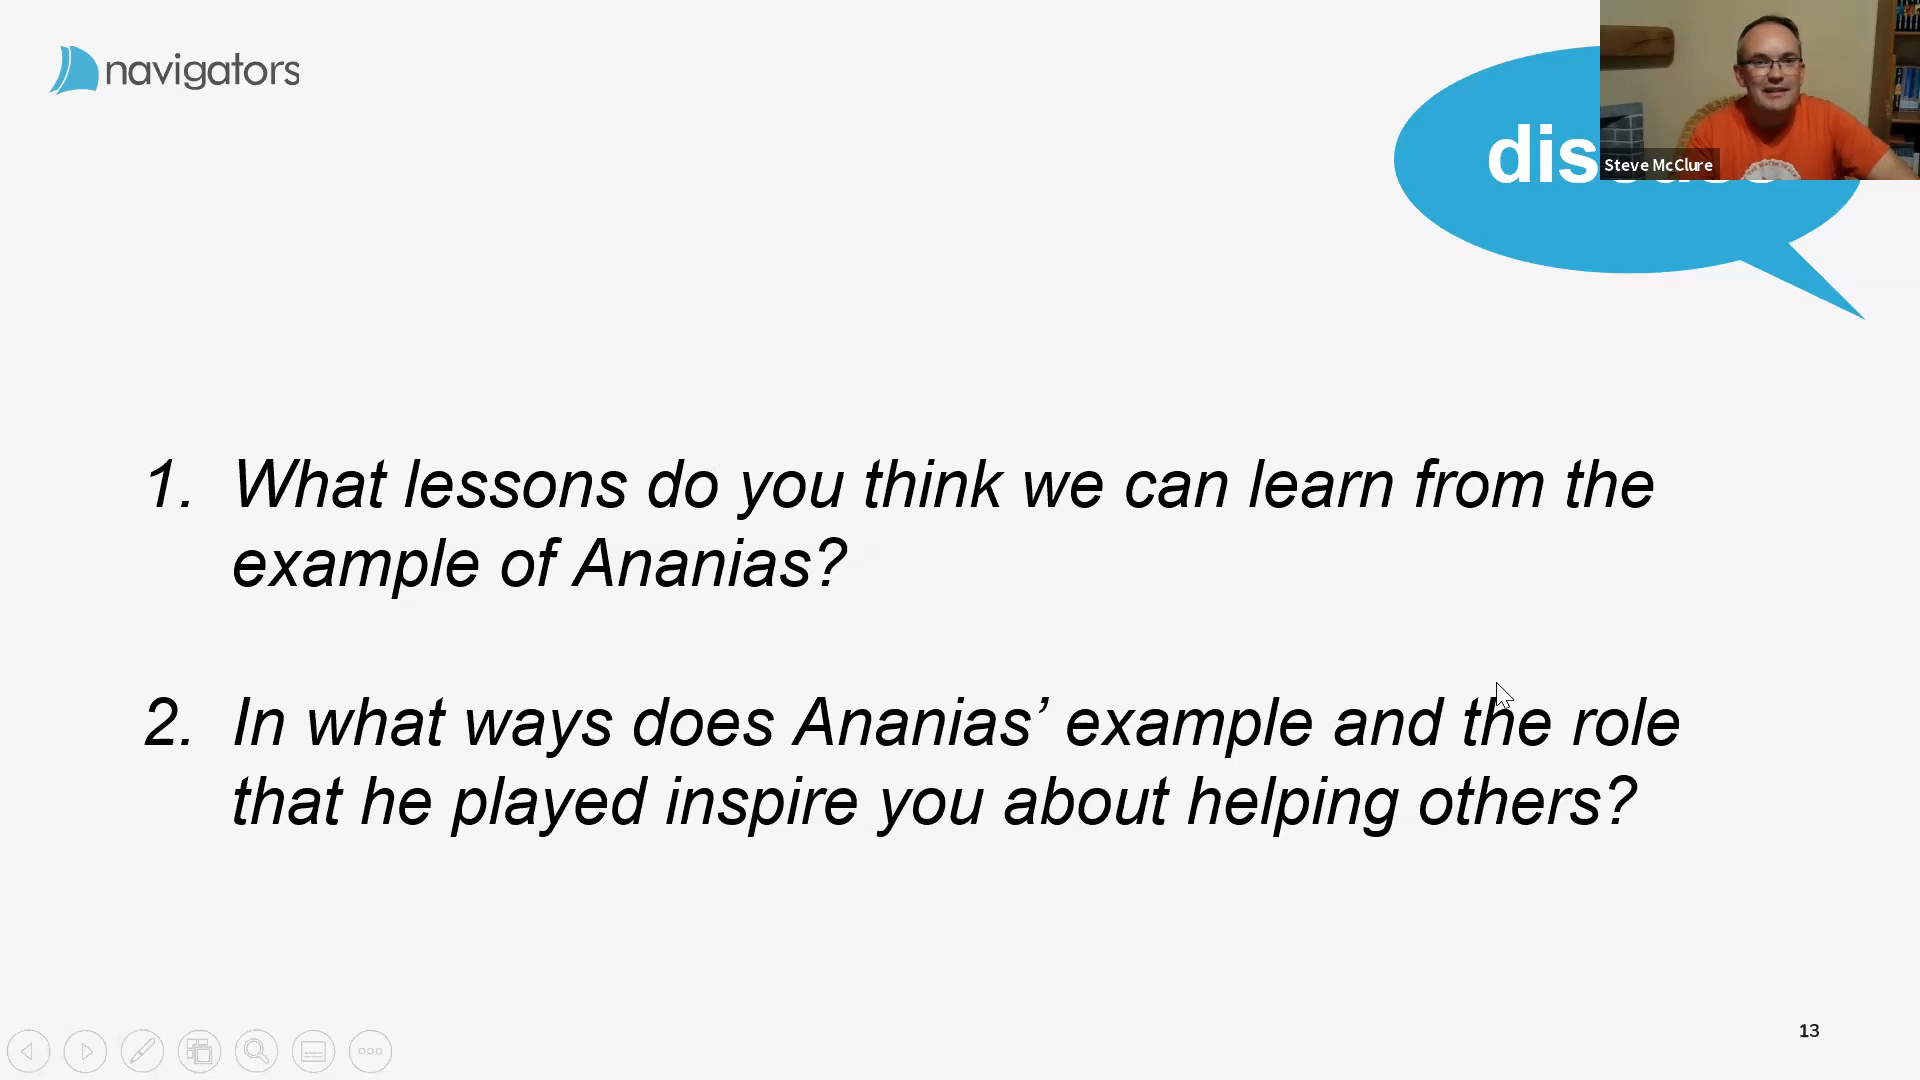 navigators
Steve McClure
1. What lessons do you think we can learn from the
example of Ananias?
2. In what ways does Ananias’ example and the role
that he played inspire you about helping others?
13